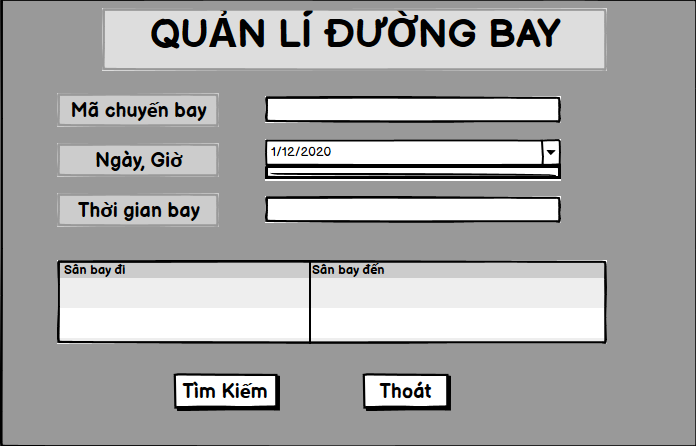 QUẢN LÍ ĐƯỜNG BAY
Mã chuyến bay
Ngày, Giờ
1/12/2020
Thời gian bay
Sân bay đi
Sân bay đến
Tìm Kiếm
Thoát